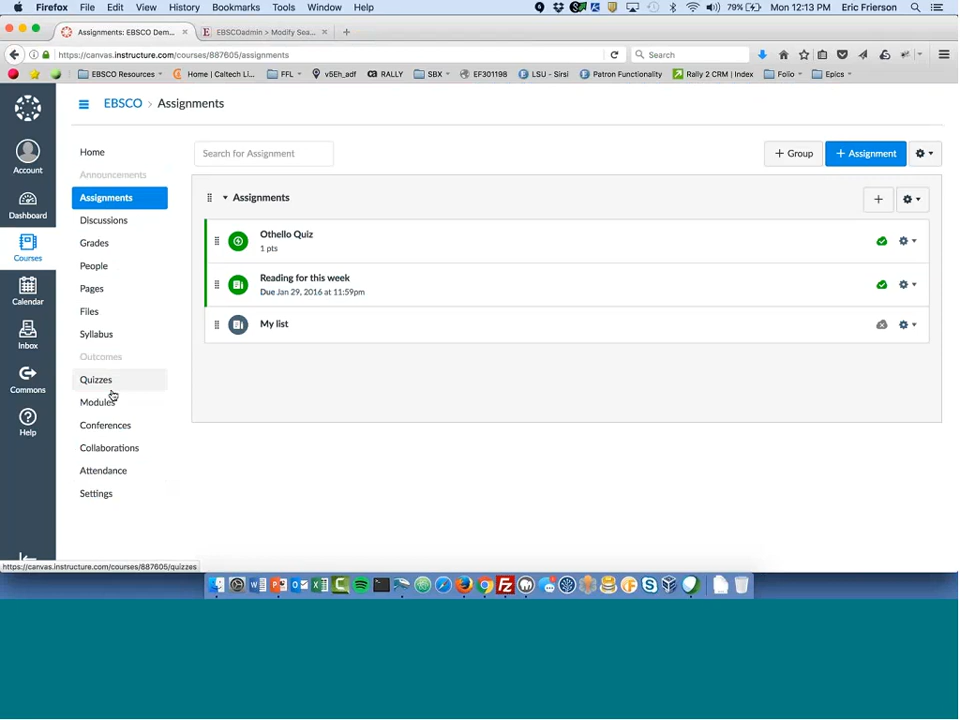 Firefox File Edit View History Bookmarks Tools Window Help 79% Mon 12:13 PM Eric Frierson
Assignments: EBSCO Dem... EBSCOadmin > Modify Sea...
https://canvas.instructure.com/courses/887605/assignments Search
EBSCO Resources Home | Caltech Li... FFL v5Eh_adf RALLY SBX EF301198 LSU - Sirsi Patron Functionality Rally 2 CRM | Index Folio Epics
EBSCO > Assignments
Account
Dashboard
Courses
Calendar
Inbox
Commons
Help
Home
Announcements
Assignments
Discussions
Grades
People
Pages
Files
Syllabus
Outcomes
Quizzes
Modules
Conferences
Collaborations
Attendance
Settings
Search for Assignment + Group + Assignment
Assignments
Othello Quiz
1 pts
Reading for this week
Due Jan 29, 2016 at 11:59pm
My list
https://canvas.instructure.com/courses/887605/quizzes